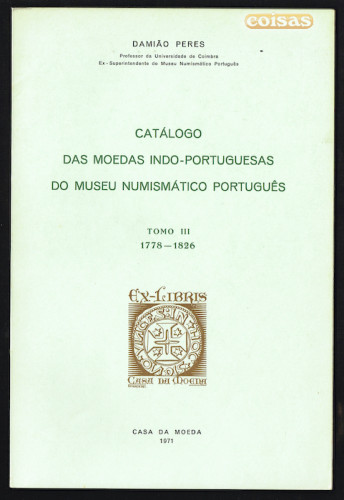 coisas
DAMIÃO PERES
Professor da Universidade de Coimbra
Ex-Superintendente do Museu Numismático Português
CATÁLOGO
DAS MOEDAS INDO-PORTUGUESAS
DO MUSEU NUMISMÁTICO PORTUGUÊS
TOMO III
1778—1826
EX-LIBRIS
CASA DA MOEDA
CASA DA MOEDA
1971